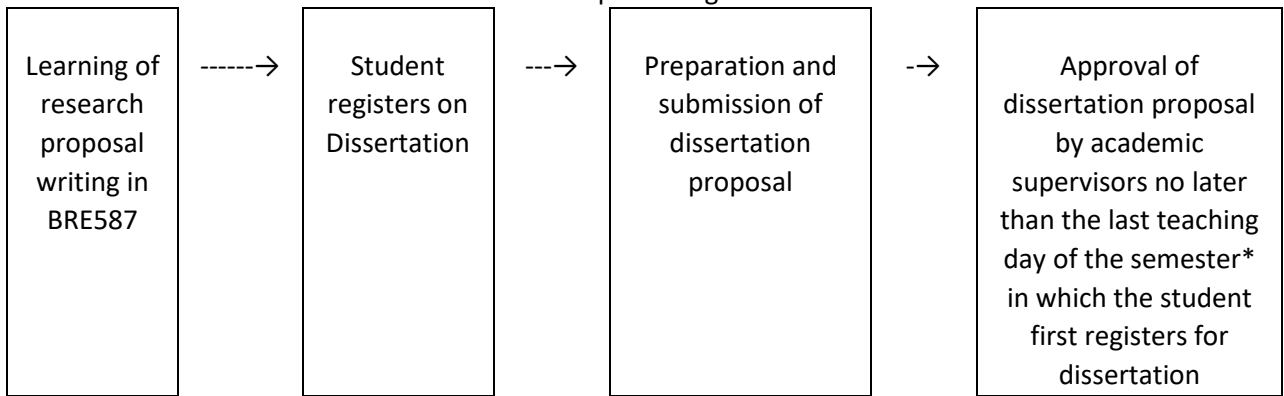 Learning of
research
proposal
writing in
BRE587
------→
Student
registers on
Dissertation
---→
Preparation and
submission of
dissertation
proposal
-→
Approval of
dissertation proposal
by academic
supervisors no later
than the last teaching
day of the semester*
in which the student
first registers for
dissertation